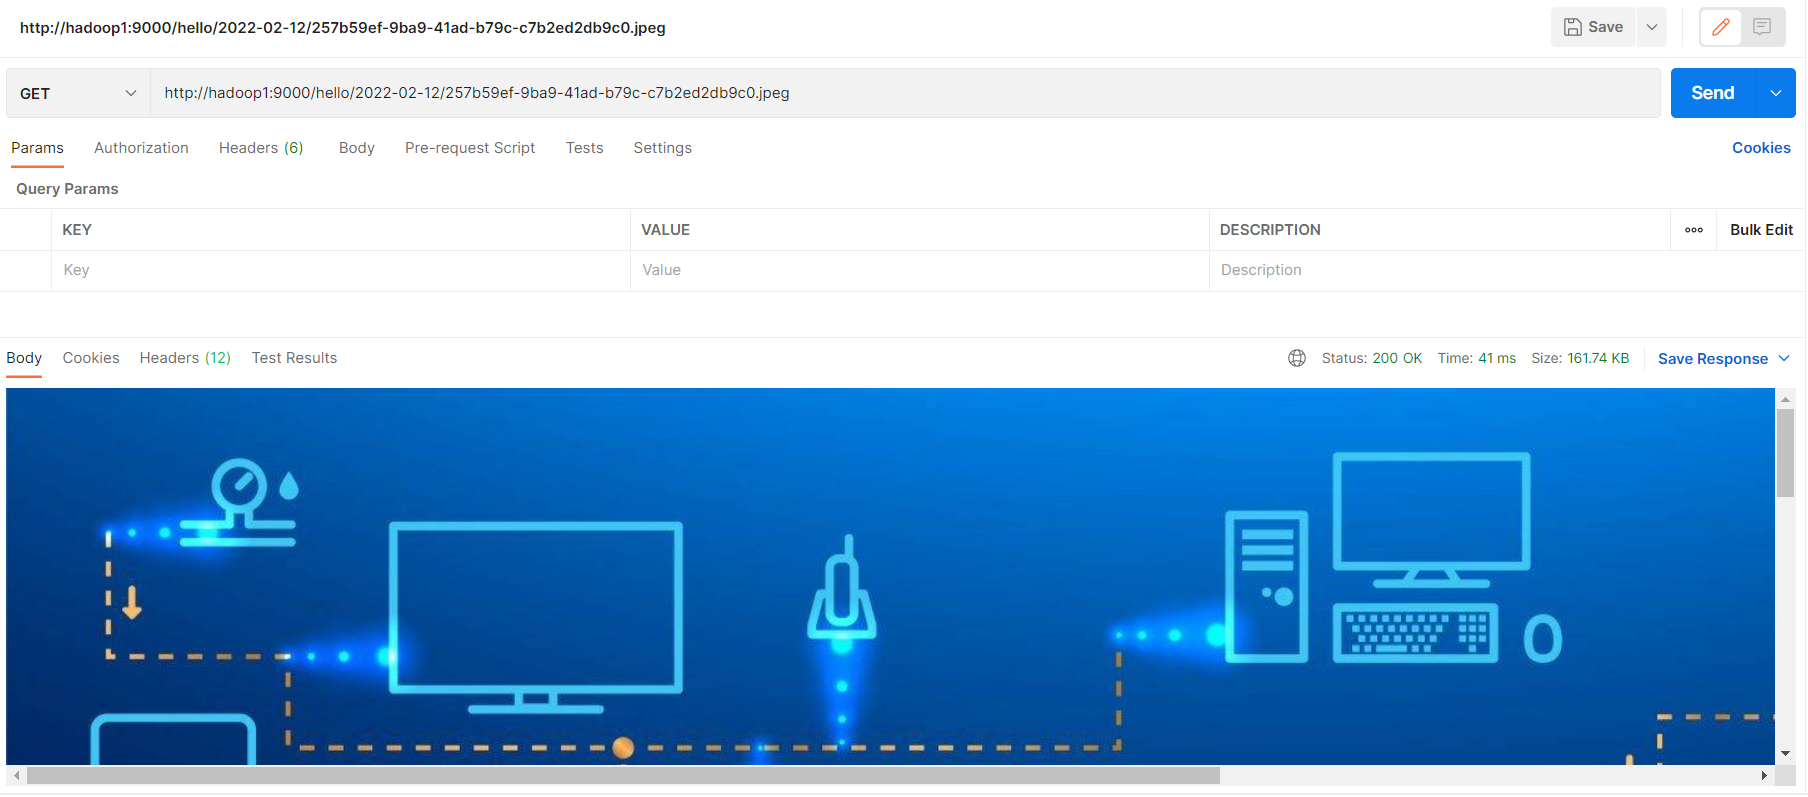 http://hadoop1:9000/hello/2022-02-12/257b59ef-9ba9-41ad-b79c-c7b2ed2db9c0.jpeg
Save
GET http://hadoop1:9000/hello/2022-02-12/257b59ef-9ba9-41ad-b79c-c7b2ed2db9c0.jpeg Send
Params Authorization Headers (6) Body Pre-request Script Tests Settings Cookies
Query Params
KEY VALUE DESCRIPTION Bulk Edit
Key Value Description
Body Cookies Headers (12) Test Results Status: 200 OK Time: 41 ms Size: 161.74 KB Save Response